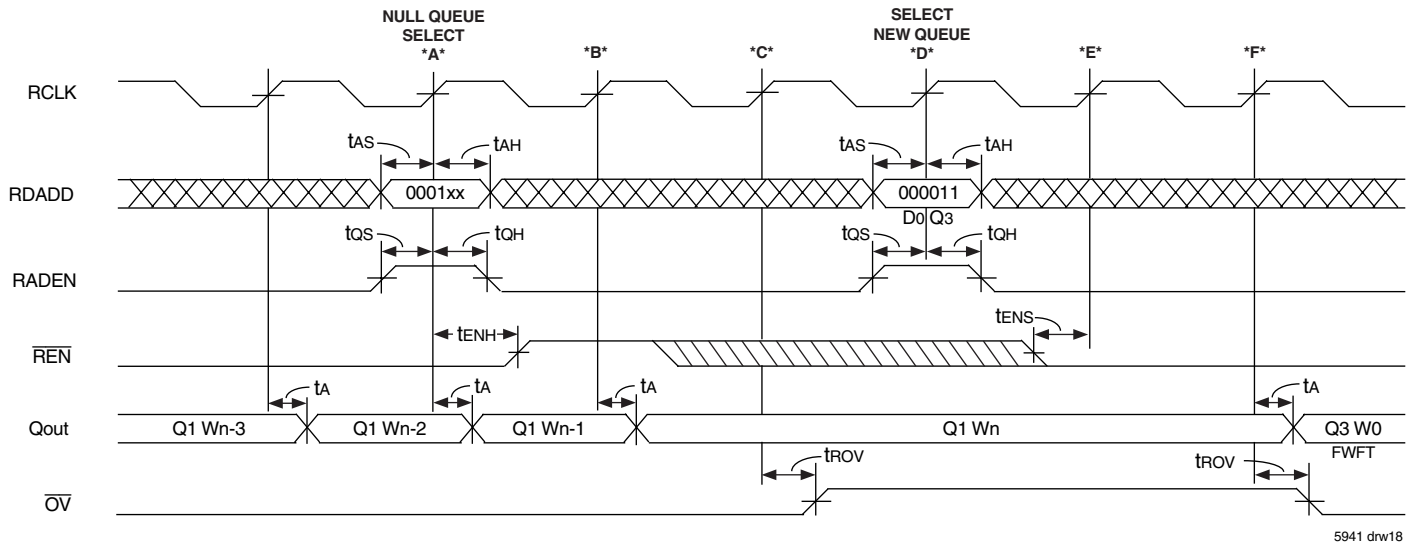 NULL QUEUE
SELECT
*A*
*B*
*C*
SELECT
NEW QUEUE
*D*
*E*
*F*
RCLK
tAS
tAH
tAS
tAH
RDADD
0001xx
000011
D0 Q3
tQS
tQH
tQS
tQH
RADEN
tENH
tENS
REN
tA
tA
tA
tA
Qout
Q1 Wn-3
Q1 Wn-2
Q1 Wn-1
Q1 Wn
Q3 W0
FWFT
tROV
tROV
OV
5941 drw18